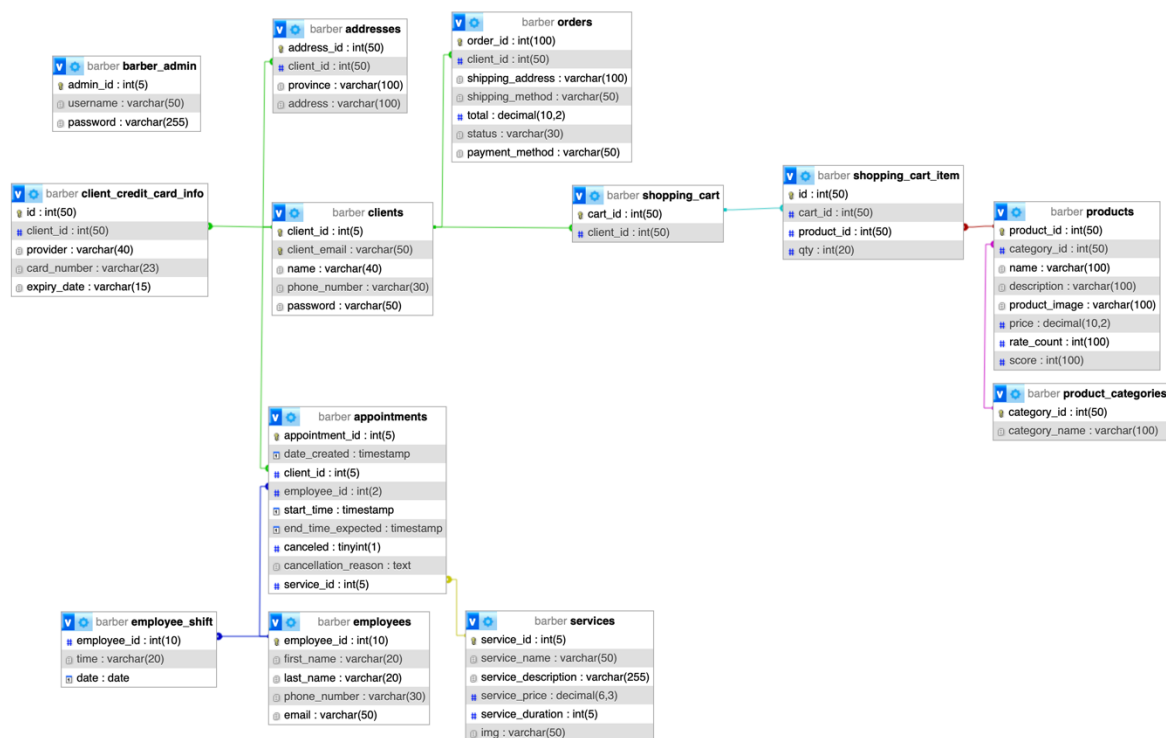 barber barber_admin
admin_id : int(5)
username : varchar(50)
password : varchar(255)
barber addresses
address_id : int(50)
client_id : int(50)
province : varchar(100)
address : varchar(100)
barber orders
order_id : int(100)
client_id : int(50)
shipping_address : varchar(100)
shipping_method : varchar(50)
total : decimal(10,2)
status : varchar(30)
payment_method : varchar(50)
barber client_credit_card_info
id : int(50)
client_id : int(50)
provider : varchar(40)
card_number : varchar(23)
expiry_date : varchar(15)
barber clients
client_id : int(5)
client_email : varchar(50)
name : varchar(40)
phone_number : varchar(30)
password : varchar(50)
barber shopping_cart
cart_id : int(50)
client_id : int(50)
barber shopping_cart_item
id : int(50)
cart_id : int(50)
product_id : int(50)
qty : int(20)
barber products
product_id : int(50)
category_id : int(50)
name : varchar(100)
description : varchar(100)
product_image : varchar(100)
price : decimal(10,2)
rate_count : int(100)
score : int(100)
barber product_categories
category_id : int(50)
category_name : varchar(100)
barber appointments
appointment_id : int(5)
date_created : timestamp
client_id : int(5)
employee_id : int(2)
start_time : timestamp
end_time_expected : timestamp
canceled : tinyint(1)
cancellation_reason : text
service_id : int(5)
barber employee_shift
employee_id : int(10)
time : varchar(20)
date : date
barber employees
employee_id : int(10)
first_name : varchar(20)
last_name : varchar(20)
phone_number : varchar(30)
email : varchar(50)
barber services
service_id : int(5)
service_name : varchar(50)
service_description : varchar(255)
service_price : decimal(6,3)
service_duration : int(5)
img : varchar(50)